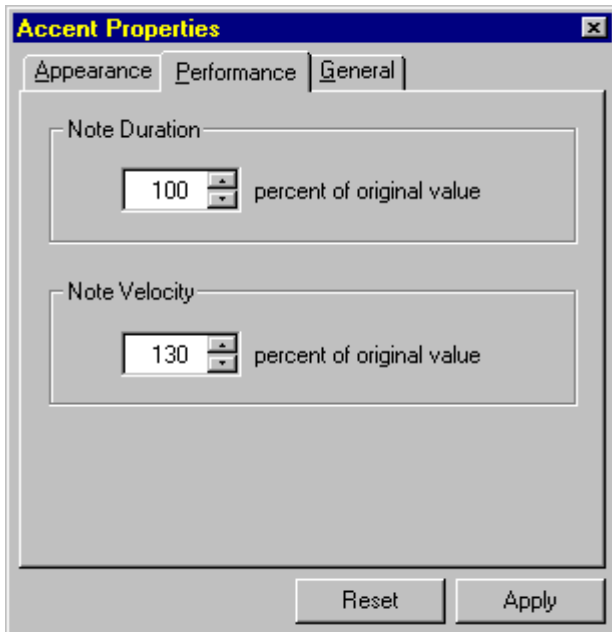 Accent Properties
Appearance Performance General
Note Duration
100 percent of original value
Note Velocity
130 percent of original value
Reset Apply